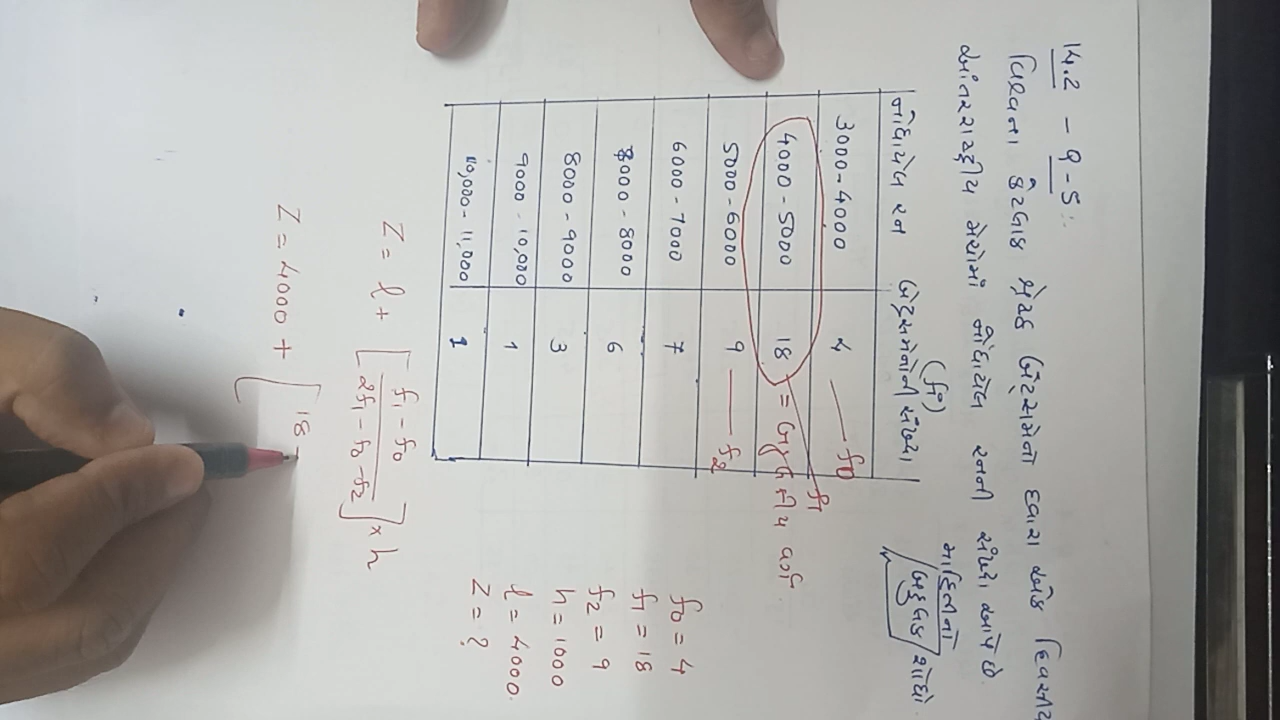 14.2 - Q-5:
વિશ્વના કેટલાક શ્રેષ્ઠ બેટ્સમેનો દ્વારા એક દિવસીય
આંતરરાષ્ટ્રીય મેચોમાં નોંધાયેલ રનની સંખ્યા આપે છે.
માહિતીનો બહુલક શોધો
નોંધાયેલ રન બેટ્સમેનોની સંખ્યા (fi)
3000-4000 4 — f0
4000-5000 18 = બહુલકીય વર્ગ. f1
5000-6000 9 — f2
6000-7000 7
7000-8000 6
8000-9000 3
9000-10,000 1
10,000-11,000 1
f0 = 4
f1 = 18
f2 = 9
h = 1000
l = 4000
Z = ?
Z = l + [ f1 - f0 / 2f1 - f0 - f2 ] × h
Z = 4000 + [ 18 -